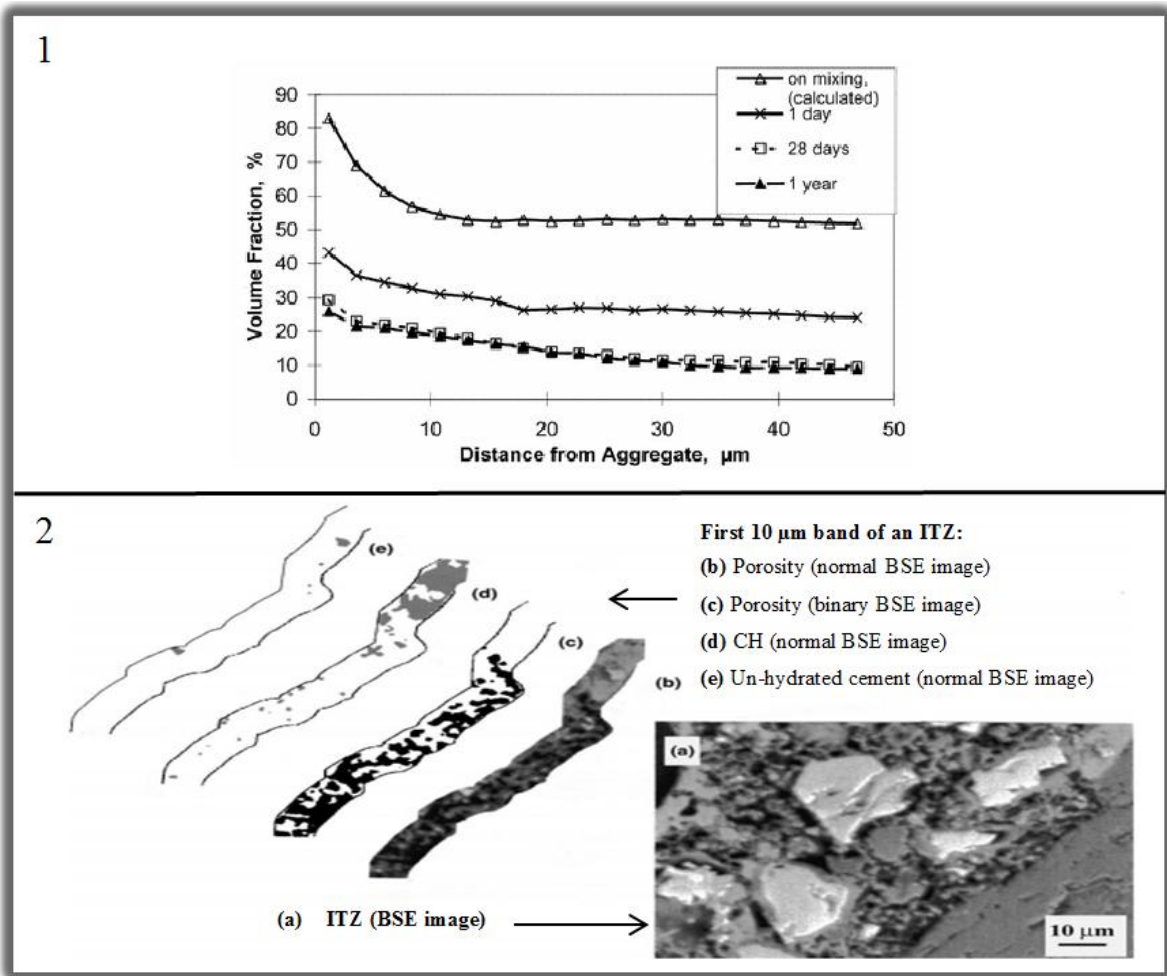 1
on mixing,
(calculated)
1 day
28 days
1 year
90
80
70
60
50
40
30
20
10
0
Volume Fraction, %
0 10 20 30 40 50
Distance from Aggregate, µm
2
(e)
(d)
(c)
(b)
First 10 µm band of an ITZ:
(b) Porosity (normal BSE image)
(c) Porosity (binary BSE image)
(d) CH (normal BSE image)
(e) Un-hydrated cement (normal BSE image)
(a)
10 µm
(a) ITZ (BSE image)